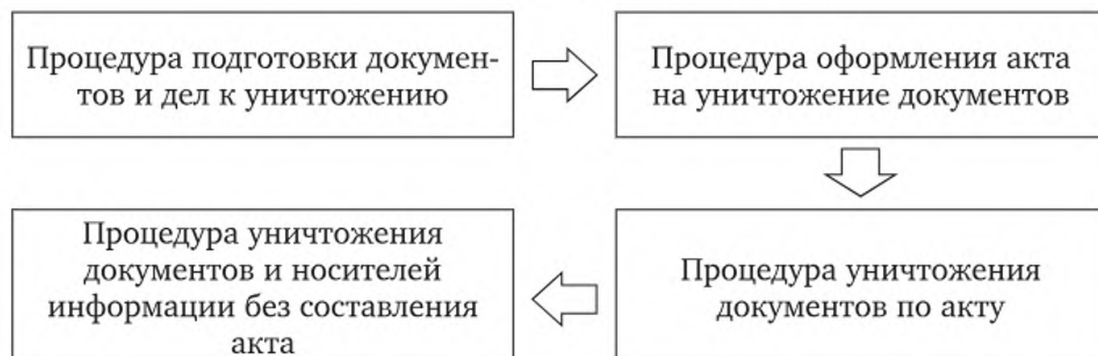 Процедура подготовки докумен-
тов и дел к уничтожению
Процедура оформления акта
на уничтожение документов
Процедура уничтожения
документов по акту
Процедура уничтожения
документов и носителей
информации без составления
акта